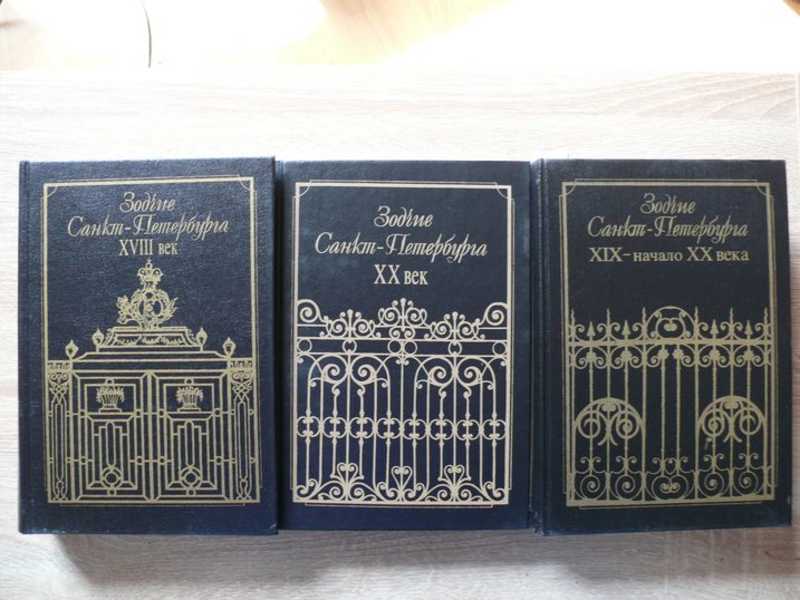 Зодчие
Санкт-Петербурга
XVIII век
Зодчие
Санкт-Петербурга
XX век
Зодчие
Санкт-Петербурга
XIX-начало XX века